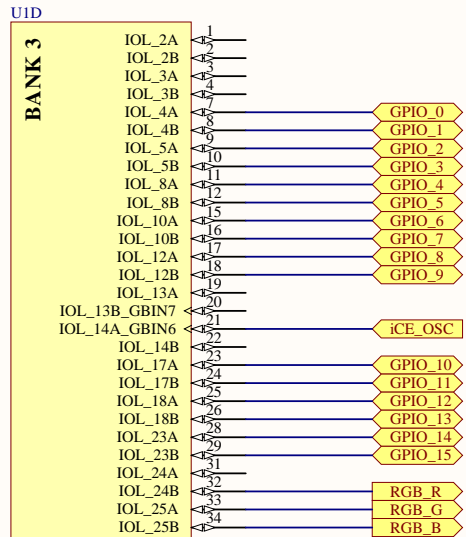 U1D
BANK 3
IOL_2A 1
IOL_2B 2
IOL_3A 3
IOL_3B 4
IOL_4A 7 GPIO_0
IOL_4B 8 GPIO_1
IOL_5A 9 GPIO_2
IOL_5B 10 GPIO_3
IOL_8A 11 GPIO_4
IOL_8B 12 GPIO_5
IOL_10A 15 GPIO_6
IOL_10B 16 GPIO_7
IOL_12A 17 GPIO_8
IOL_12B 18 GPIO_9
IOL_13A 19
IOL_13B_GBIN7 20
IOL_14A_GBIN6 21 iCE_OSC
IOL_14B 22
IOL_17A 23 GPIO_10
IOL_17B 24 GPIO_11
IOL_18A 25 GPIO_12
IOL_18B 26 GPIO_13
IOL_23A 28 GPIO_14
IOL_23B 29 GPIO_15
IOL_24A 31
IOL_24B 32 RGB_R
IOL_25A 33 RGB_G
IOL_25B 34 RGB_B